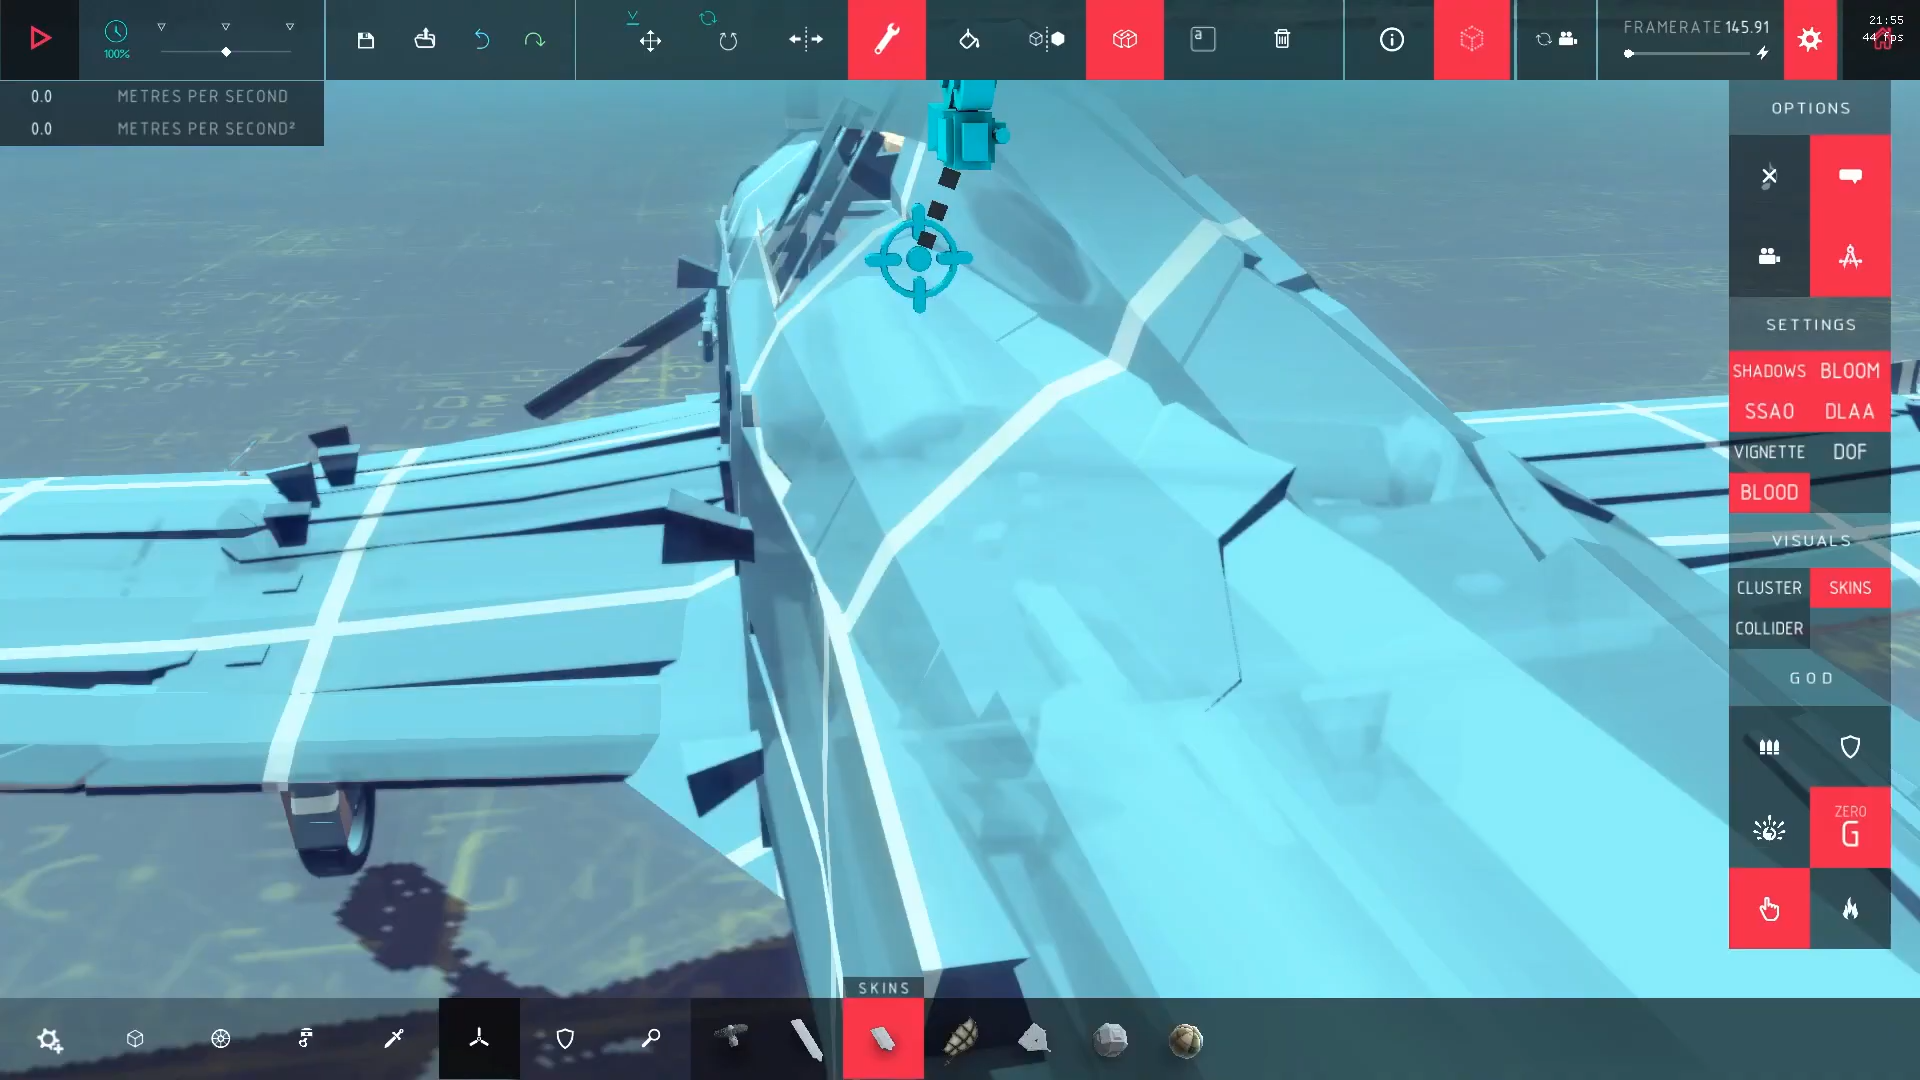 100%
a
FRAMERATE 145.91
21:55
44 fps
0.0 METRES PER SECOND
0.0 METRES PER SECOND²
OPTIONS
SETTINGS
SHADOWS BLOOM
SSAO DLAA
VIGNETTE DOF
BLOOD
VISUALS
CLUSTER SKINS
COLLIDER
GOD
ZERO
G
SKINS